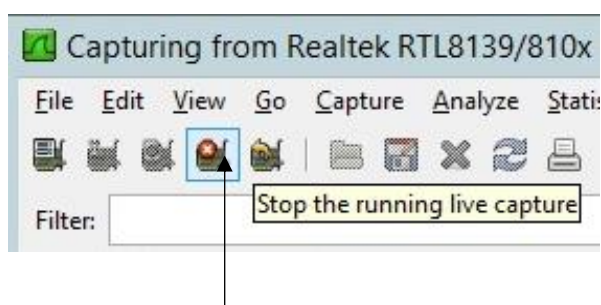 Capturing from Realtek RTL8139/810x
File Edit View Go Capture Analyze Statis
Stop the running live capture
Filter: